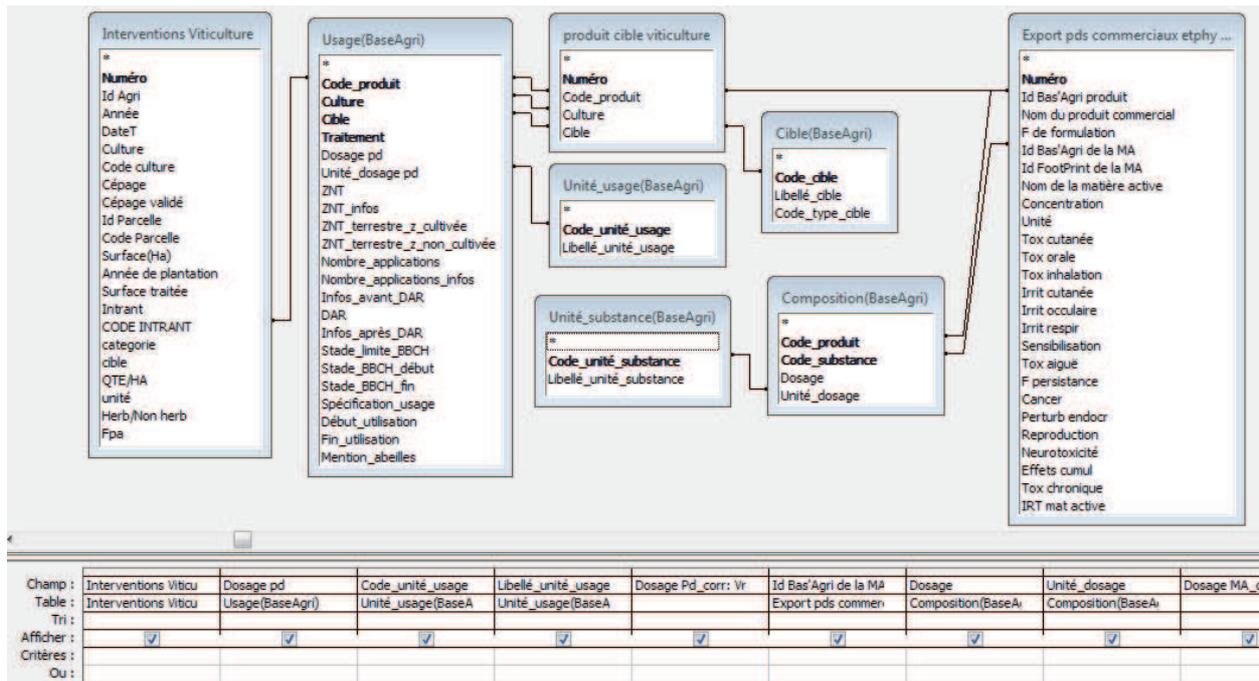 Interventions Viticulture
*
Numéro
Id Agri
Année
DateT
Culture
Code culture
Cépage
Cépage validé
Id Parcelle
Code Parcelle
Surface(Ha)
Année de plantation
Surface traitée
Intrant
CODE INTRANT
categorie
cible
QTE/HA
unité
Herb/Non herb
Fpa
Usage(BaseAgri)
*
Code_produit
Culture
Cible
Traitement
Dosage pd
Unité_dosage pd
ZNT
ZNT_infos
ZNT_terrestre_z_cultivée
ZNT_terrestre_z_non_cultivée
Nombre_applications
Nombre_applications_infos
Infos_avant_DAR
DAR
Infos_après_DAR
Stade_limite_BBCH
Stade_BBCH_début
Stade_BBCH_fin
Spécification_usage
Début_utilisation
Fin_utilisation
Mention_abeilles
produit cible viticulture
*
Numéro
Code_produit
Culture
Cible
Unité_usage(BaseAgri)
*
Code_unité_usage
Libellé_unité_usage
Unité_substance(BaseAgri)
*
Code_unité_substance
Libellé_unité_substance
Cible(BaseAgri)
*
Code_cible
Libellé_cible
Code_type_cible
Composition(BaseAgri)
*
Code_produit
Code_substance
Dosage
Unité_dosage
Export pds commerciaux etphy ...
*
Numéro
Id Bas'Agri produit
Nom du produit commercial
F de formulation
Id Bas'Agri de la MA
Id FootPrint de la MA
Nom de la matière active
Concentration
Unité
Tox cutanée
Tox orale
Tox inhalation
Irrit cutanée
Irrit occulaire
Irrit respir
Sensibilisation
Tox aiguë
F persistance
Cancer
Perturb endocr
Reproduction
Neurotoxicité
Effets cumul
Tox chronique
IRT mat active
Champ : Interventions Viticu Dosage pd Code_unité_usage Libellé_unité_usage Dosage Pd_corr: Vr Id Bas'Agri de la MA Dosage Unité_dosage Dosage MA_c
Table : Interventions Viticu Usage(BaseAgri) Unité_usage(BaseA Unité_usage(BaseA Export pds commer Composition(BaseA Composition(BaseA
Tri :
Afficher :
Critères :
Ou :